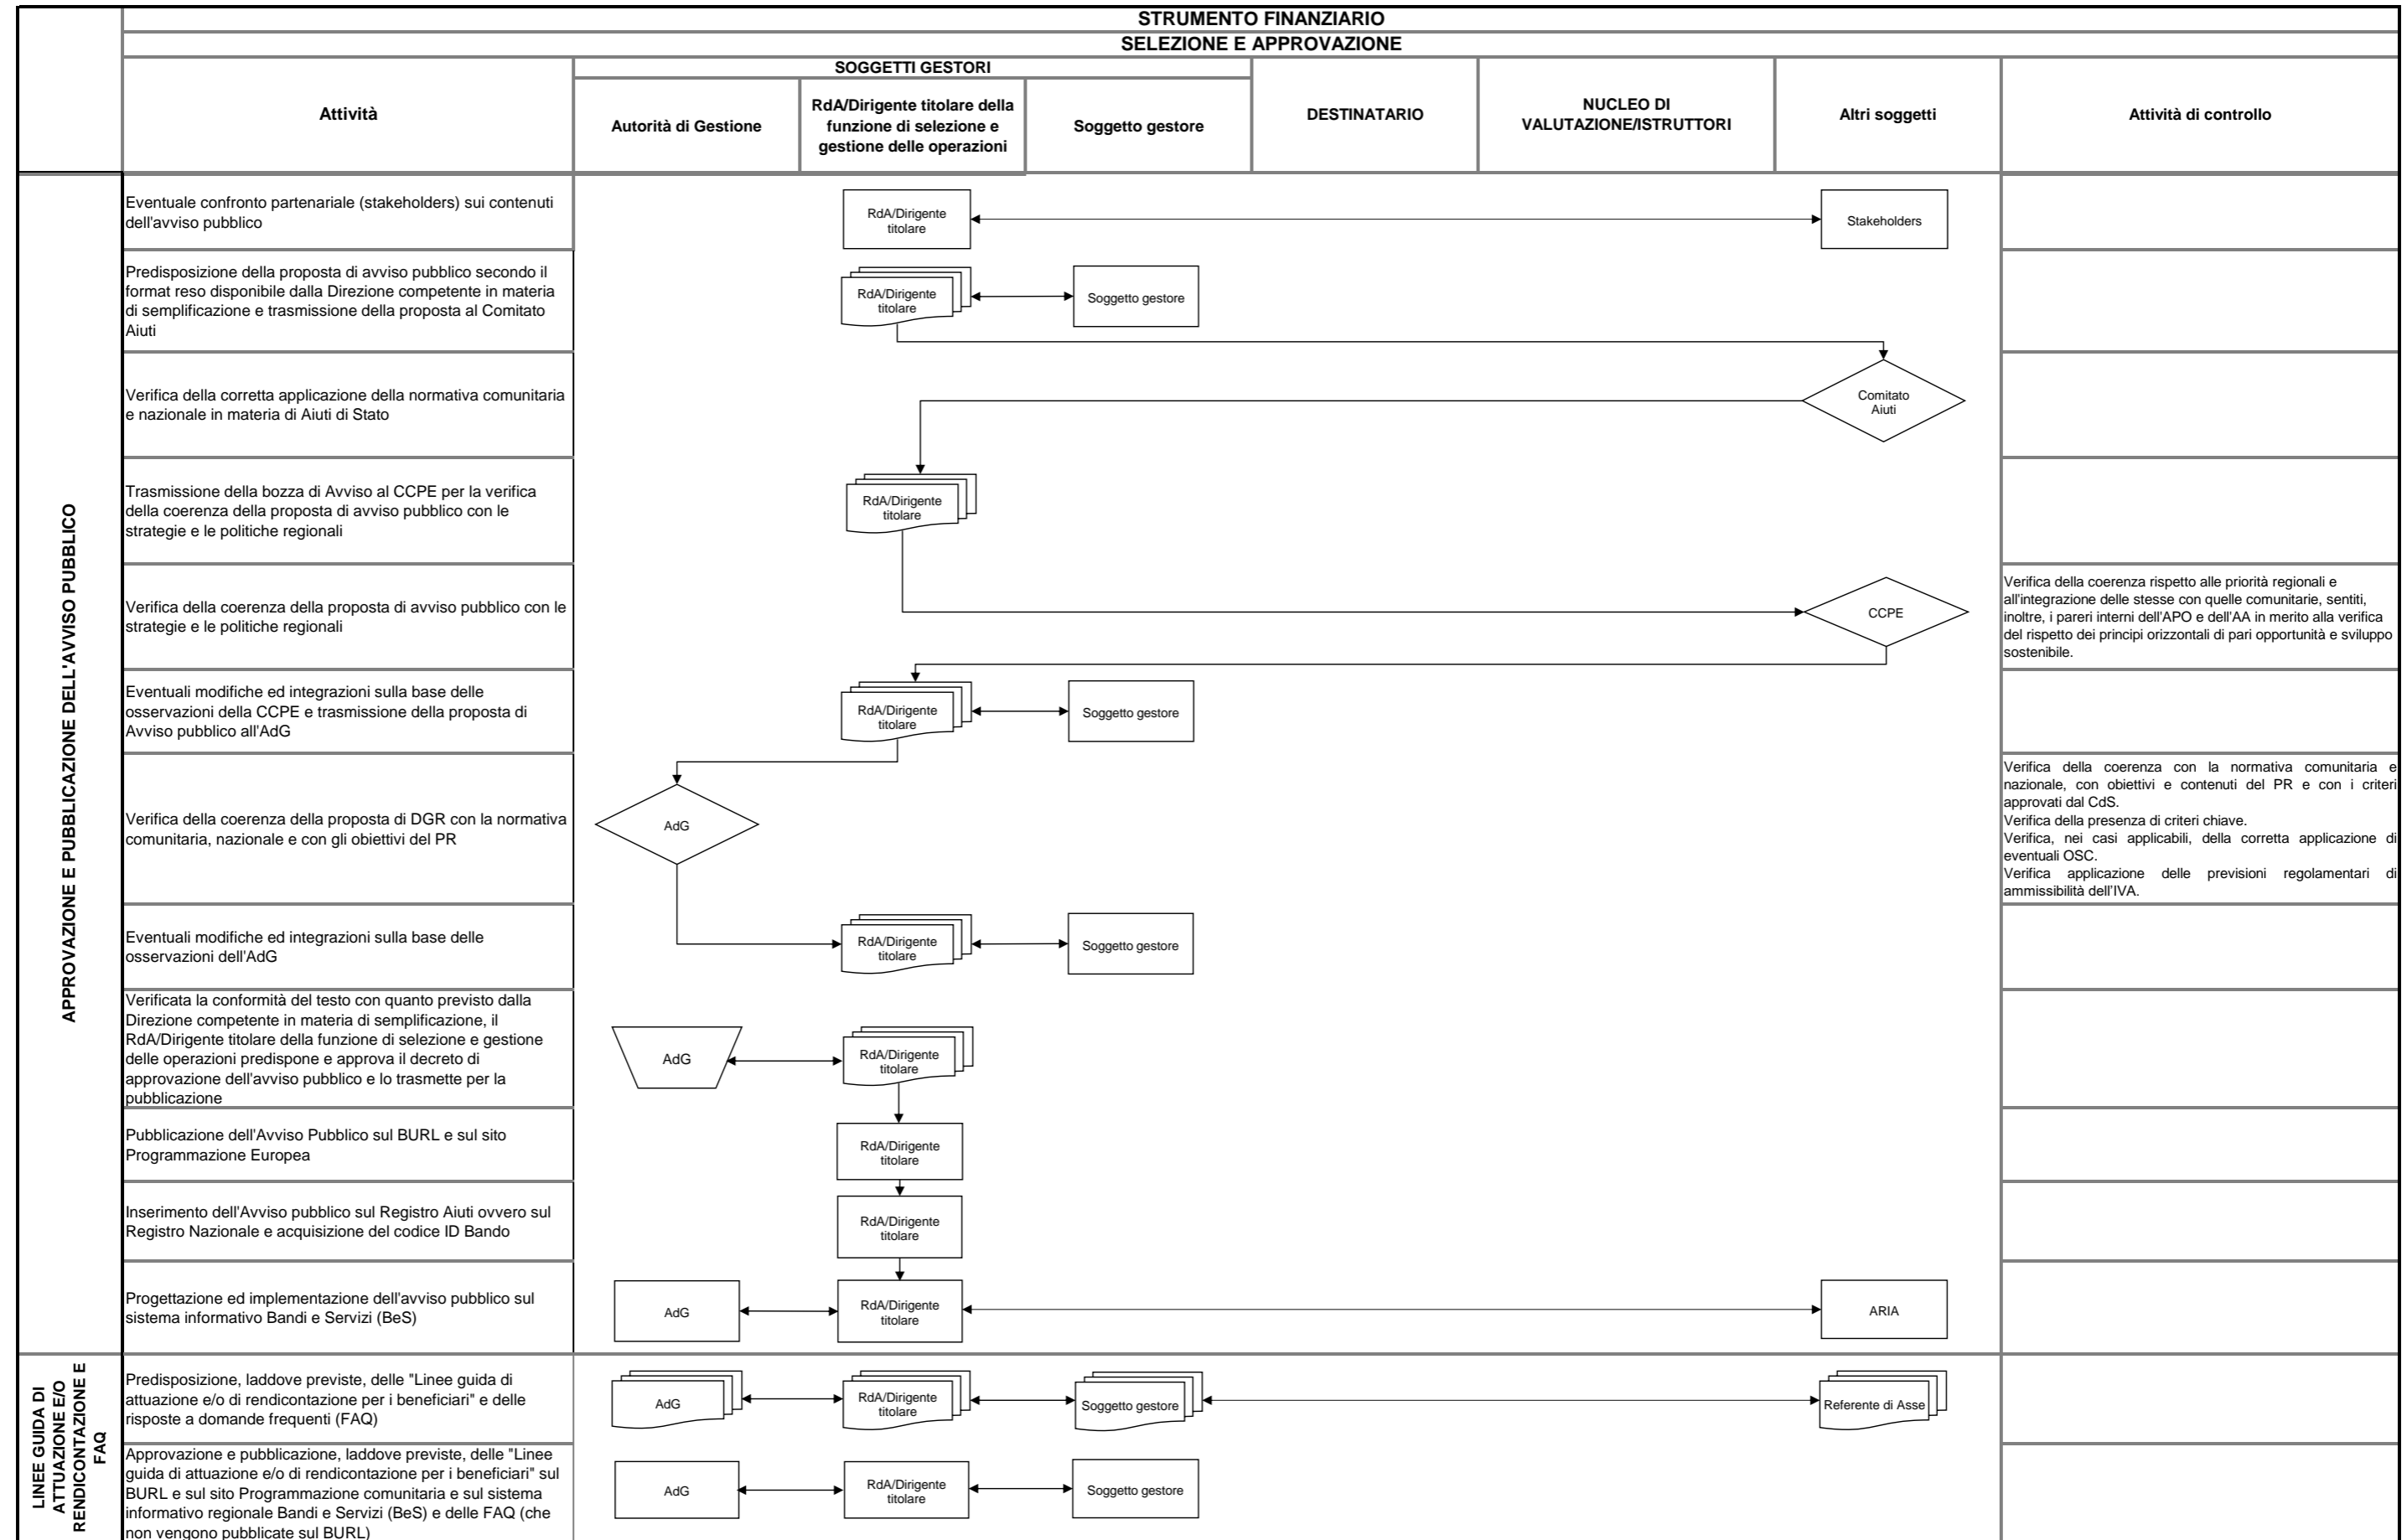 STRUMENTO FINANZIARIO
SELEZIONE E APPROVAZIONE
Attività
SOGGETTI GESTORI
Autorità di Gestione
RdA/Dirigente titolare della
funzione di selezione e
gestione delle operazioni
Soggetto gestore
DESTINATARIO
NUCLEO DI
VALUTAZIONE/ISTRUTTORI
Altri soggetti
Attività di controllo
APPROVAZIONE E PUBBLICAZIONE DELL'AVVISO PUBBLICO
Eventuale confronto partenariale (stakeholders) sui contenuti
dell'avviso pubblico
RdA/Dirigente
titolare
Stakeholders
Predisposizione della proposta di avviso pubblico secondo il
format reso disponibile dalla Direzione competente in materia
di semplificazione e trasmissione della proposta al Comitato
Aiuti
RdA/Dirigente
titolare
Soggetto gestore
Verifica della corretta applicazione della normativa comunitaria
e nazionale in materia di Aiuti di Stato
Comitato
Aiuti
Trasmissione della bozza di Avviso al CCPE per la verifica
della coerenza della proposta di avviso pubblico con le
strategie e le politiche regionali
RdA/Dirigente
titolare
Verifica della coerenza della proposta di avviso pubblico con le
strategie e le politiche regionali
CCPE
Verifica della coerenza rispetto alle priorità regionali e
all'integrazione delle stesse con quelle comunitarie, sentiti,
inoltre, i pareri interni dell'APO e dell'AA in merito alla verifica
del rispetto dei principi orizzontali di pari opportunità e sviluppo
sostenibile.
Eventuali modifiche ed integrazioni sulla base delle
osservazioni della CCPE e trasmissione della proposta di
Avviso pubblico all'AdG
RdA/Dirigente
titolare
Soggetto gestore
Verifica della coerenza della proposta di DGR con la normativa
comunitaria, nazionale e con gli obiettivi del PR
AdG
Verifica della coerenza con la normativa comunitaria e
nazionale, con obiettivi e contenuti del PR e con i criteri
approvati dal CdS.
Verifica della presenza di criteri chiave.
Verifica, nei casi applicabili, della corretta applicazione di
eventuali OSC.
Verifica applicazione delle previsioni regolamentari di
ammissibilità dell'IVA.
Eventuali modifiche ed integrazioni sulla base delle
osservazioni dell'AdG
RdA/Dirigente
titolare
Soggetto gestore
Verificata la conformità del testo con quanto previsto dalla
Direzione competente in materia di semplificazione, il
RdA/Dirigente titolare della funzione di selezione e gestione
delle operazioni predispone e approva il decreto di
approvazione dell'avviso pubblico e lo trasmette per la
pubblicazione
AdG
RdA/Dirigente
titolare
Pubblicazione dell'Avviso Pubblico sul BURL e sul sito
Programmazione Europea
RdA/Dirigente
titolare
Inserimento dell'Avviso pubblico sul Registro Aiuti ovvero sul
Registro Nazionale e acquisizione del codice ID Bando
RdA/Dirigente
titolare
Progettazione ed implementazione dell'avviso pubblico sul
sistema informativo Bandi e Servizi (BeS)
AdG
RdA/Dirigente
titolare
ARIA
LINEE GUIDA DI
ATTUAZIONE E/O
RENDICONTAZIONE E
FAQ
Predisposizione, laddove previste, delle "Linee guida di
attuazione e/o di rendicontazione per i beneficiari" e delle
risposte a domande frequenti (FAQ)
AdG
RdA/Dirigente
titolare
Soggetto gestore
Referente di Asse
Approvazione e pubblicazione, laddove previste, delle "Linee
guida di attuazione e/o di rendicontazione per i beneficiari" sul
BURL e sul sito Programmazione comunitaria e sul sistema
informativo regionale Bandi e Servizi (BeS) e delle FAQ (che
non vengono pubblicate sul BURL)
AdG
RdA/Dirigente
titolare
Soggetto gestore